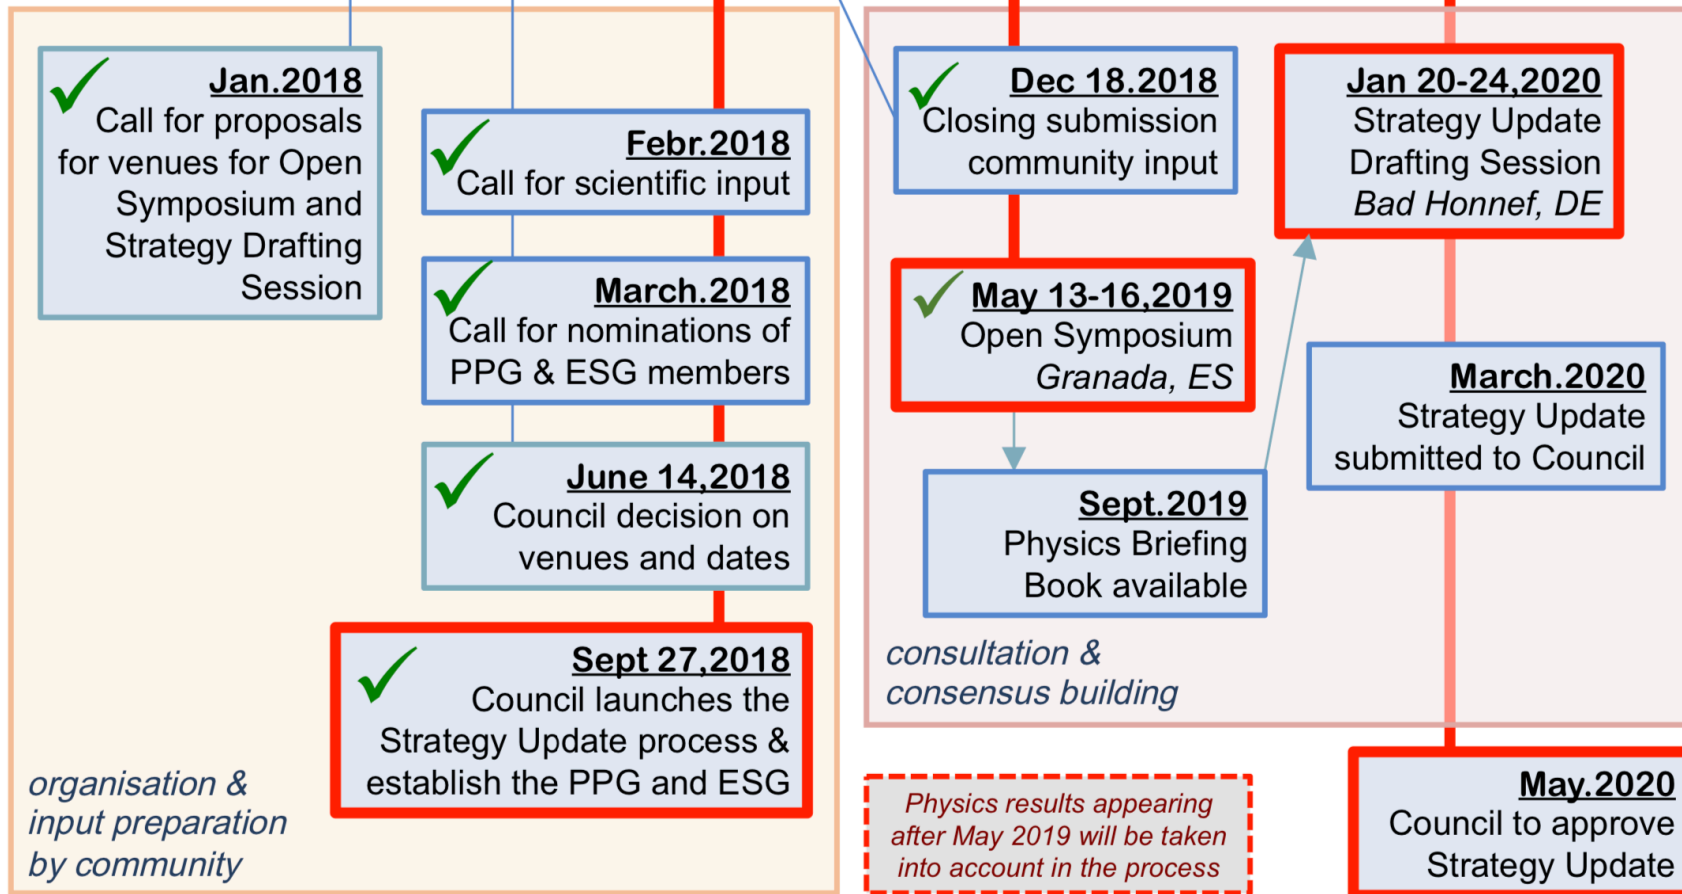 Jan.2018
Call for proposals
for venues for Open
Symposium and
Strategy Drafting
Session
Febr.2018
Call for scientific input
March.2018
Call for nominations of
PPG & ESG members
June 14,2018
Council decision on
venues and dates
Sept 27,2018
Council launches the
Strategy Update process &
establish the PPG and ESG
organisation &
input preparation
by community
Dec 18.2018
Closing submission
community input
May 13-16,2019
Open Symposium
Granada, ES
Sept.2019
Physics Briefing
Book available
Jan 20-24,2020
Strategy Update
Drafting Session
Bad Honnef, DE
March.2020
Strategy Update
submitted to Council
consultation &
consensus building
Physics results appearing
after May 2019 will be taken
into account in the process
May.2020
Council to approve
Strategy Update